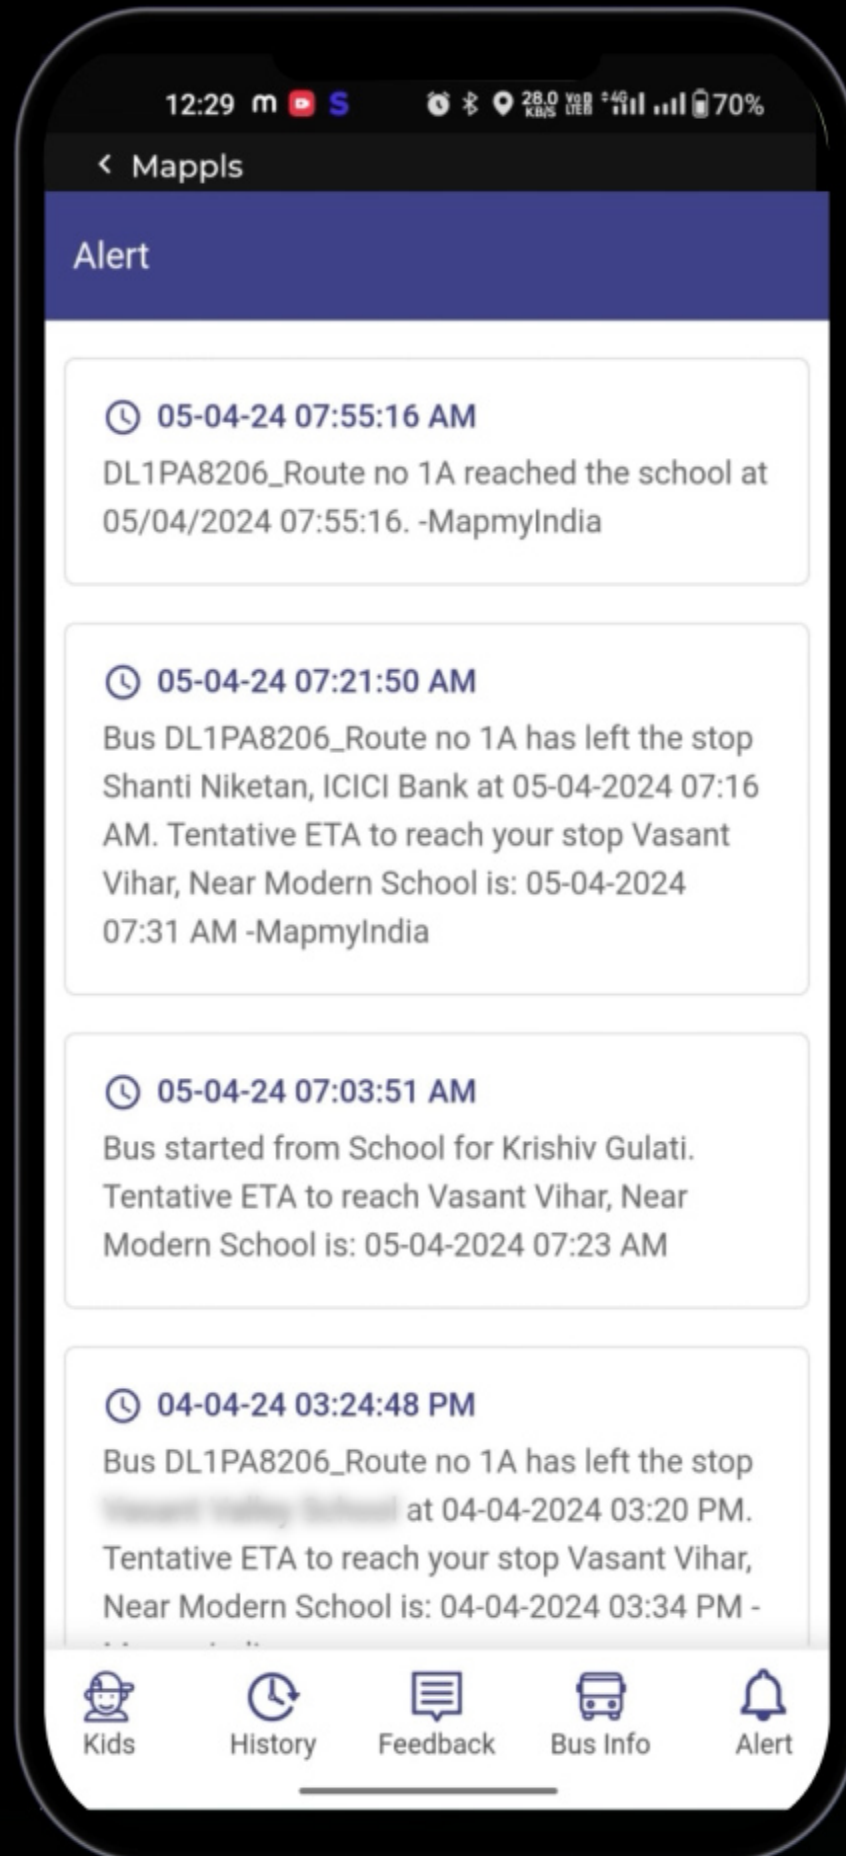 12:29 m S 28.0 KB/S Vo LTE 4G 70%
Mappls
Alert
05-04-24 07:55:16 AM
DL1PA8206_Route no 1A reached the school at
05/04/2024 07:55:16. -MapmyIndia
05-04-24 07:21:50 AM
Bus DL1PA8206_Route no 1A has left the stop
Shanti Niketan, ICICI Bank at 05-04-2024 07:16
AM. Tentative ETA to reach your stop Vasant
Vihar, Near Modern School is: 05-04-2024
07:31 AM -MapmyIndia
05-04-24 07:03:51 AM
Bus started from School for Krishiv Gulati.
Tentative ETA to reach Vasant Vihar, Near
Modern School is: 05-04-2024 07:23 AM
04-04-24 03:24:48 PM
Bus DL1PA8206_Route no 1A has left the stop
at 04-04-2024 03:20 PM.
Tentative ETA to reach your stop Vasant Vihar,
Near Modern School is: 04-04-2024 03:34 PM -
Kids History Feedback Bus Info Alert